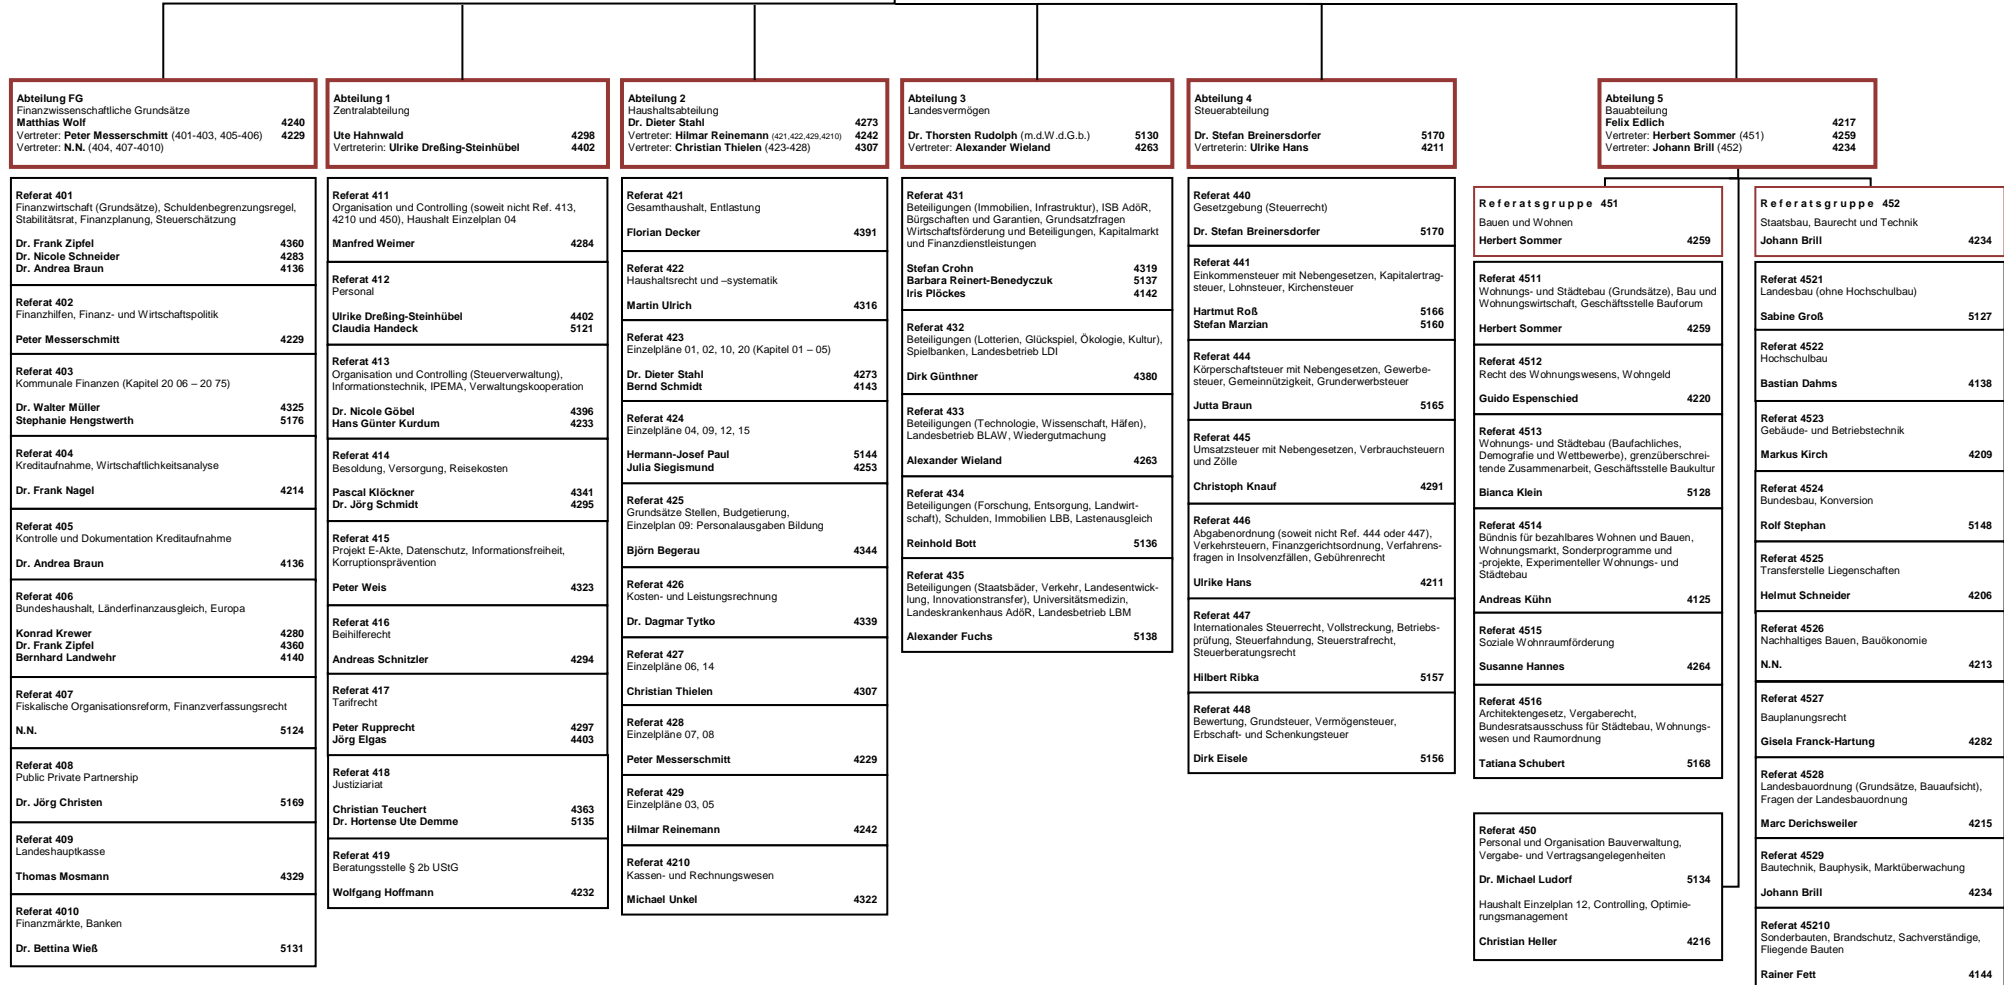 Abteilung FG
Finanzwissenschaftliche Grundsätze
Matthias Wolf 4240
Vertreter: Peter Messerschmitt (401-403, 405-406) 4229
Vertreter: N.N. (404, 407-4010)
Referat 401
Finanzwirtschaft (Grundsätze), Schuldenbegrenzungsregel,
Stabilitätsrat, Finanzplanung, Steuerschätzung
Dr. Frank Zipfel 4360
Dr. Nicole Schneider 4283
Dr. Andrea Braun 4136
Referat 402
Finanzhilfen, Finanz- und Wirtschaftspolitik
Peter Messerschmitt 4229
Referat 403
Kommunale Finanzen (Kapitel 20 06 – 20 75)
Dr. Walter Müller 4325
Stephanie Hengstwerth 5176
Referat 404
Kreditaufnahme, Wirtschaftlichkeitsanalyse
Dr. Frank Nagel 4214
Referat 405
Kontrolle und Dokumentation Kreditaufnahme
Dr. Andrea Braun 4136
Referat 406
Bundeshaushalt, Länderfinanzausgleich, Europa
Konrad Krewer 4280
Dr. Frank Zipfel 4360
Bernhard Landwehr 4140
Referat 407
Fiskalische Organisationsreform, Finanzverfassungsrecht
N.N. 5124
Referat 408
Public Private Partnership
Dr. Jörg Christen 5169
Referat 409
Landeshauptkasse
Thomas Mosmann 4329
Referat 4010
Finanzmärkte, Banken
Dr. Bettina Wieß 5131
Abteilung 1
Zentralabteilung
Ute Hahnwald 4298
Vertreterin: Ulrike Dreßing-Steinhübel 4402
Referat 411
Organisation und Controlling (soweit nicht Ref. 413,
4210 und 450), Haushalt Einzelplan 04
Manfred Weimer 4284
Referat 412
Personal
Ulrike Dreßing-Steinhübel 4402
Claudia Handeck 5121
Referat 413
Organisation und Controlling (Steuerverwaltung),
Informationstechnik, IPEMA, Verwaltungskooperation
Dr. Nicole Göbel 4396
Hans Günter Kurdum 4233
Referat 414
Besoldung, Versorgung, Reisekosten
Pascal Klöckner 4341
Dr. Jörg Schmidt 4295
Referat 415
Projekt E-Akte, Datenschutz, Informationsfreiheit,
Korruptionsprävention
Peter Weis 4323
Referat 416
Beihilferecht
Andreas Schnitzler 4294
Referat 417
Tarifrecht
Peter Rupprecht 4297
Jörg Elgas 4403
Referat 418
Justiziariat
Christian Teuchert 4363
Dr. Hortense Ute Demme 5135
Referat 419
Beratungsstelle § 2b UStG
Wolfgang Hoffmann 4232
Abteilung 2
Haushaltsabteilung
Dr. Dieter Stahl 4273
Vertreter: Hilmar Reinemann (421,422,429,4210) 4242
Vertreter: Christian Thielen (423-428) 4307
Referat 421
Gesamthaushalt, Entlastung
Florian Decker 4391
Referat 422
Haushaltsrecht und –systematik
Martin Ulrich 4316
Referat 423
Einzelpläne 01, 02, 10, 20 (Kapitel 01 – 05)
Dr. Dieter Stahl 4273
Bernd Schmidt 4143
Referat 424
Einzelpläne 04, 09, 12, 15
Hermann-Josef Paul 5144
Julia Siegismund 4253
Referat 425
Grundsätze Stellen, Budgetierung,
Einzelplan 09: Personalausgaben Bildung
Björn Begerau 4344
Referat 426
Kosten- und Leistungsrechnung
Dr. Dagmar Tytko 4339
Referat 427
Einzelpläne 06, 14
Christian Thielen 4307
Referat 428
Einzelpläne 07, 08
Peter Messerschmitt 4229
Referat 429
Einzelpläne 03, 05
Hilmar Reinemann 4242
Referat 4210
Kassen- und Rechnungswesen
Michael Unkel 4322
Abteilung 3
Landesvermögen
Dr. Thorsten Rudolph (m.d.W.d.G.b.) 5130
Vertreter: Alexander Wieland 4263
Referat 431
Beteiligungen (Immobilien, Infrastruktur), ISB AdöR,
Bürgschaften und Garantien, Grundsatzfragen
Wirtschaftsförderung und Beteiligungen, Kapitalmarkt
und Finanzdienstleistungen
Stefan Crohn 4319
Barbara Reinert-Benedyczuk 5137
Iris Plöckes 4142
Referat 432
Beteiligungen (Lotterien, Glückspiel, Ökologie, Kultur),
Spielbanken, Landesbetrieb LDI
Dirk Günthner 4380
Referat 433
Beteiligungen (Technologie, Wissenschaft, Häfen),
Landesbetrieb BLAW, Wiedergutmachung
Alexander Wieland 4263
Referat 434
Beteiligungen (Forschung, Entsorgung, Landwirt-
schaft), Schulden, Immobilien LBB, Lastenausgleich
Reinhold Bott 5136
Referat 435
Beteiligungen (Staatsbäder, Verkehr, Landesentwick-
lung, Innovationstransfer), Universitätsmedizin,
Landeskrankenhaus AdöR, Landesbetrieb LBM
Alexander Fuchs 5138
Abteilung 4
Steuerabteilung
Dr. Stefan Breinersdorfer 5170
Vertreterin: Ulrike Hans 4211
Referat 440
Gesetzgebung (Steuerrecht)
Dr. Stefan Breinersdorfer 5170
Referat 441
Einkommensteuer mit Nebengesetzen, Kapitalertrag-
steuer, Lohnsteuer, Kirchensteuer
Hartmut Roß 5166
Stefan Marzian 5160
Referat 444
Körperschaftsteuer mit Nebengesetzen, Gewerbe-
steuer, Gemeinnützigkeit, Grunderwerbsteuer
Jutta Braun 5165
Referat 445
Umsatzsteuer mit Nebengesetzen, Verbrauchsteuern
und Zölle
Christoph Knauf 4291
Referat 446
Abgabenordnung (soweit nicht Ref. 444 oder 447),
Verkehrsteuern, Finanzgerichtsordnung, Verfahrens-
fragen in Insolvenzfällen, Gebührenrecht
Ulrike Hans 4211
Referat 447
Internationales Steuerrecht, Vollstreckung, Betriebs-
prüfung, Steuerfahndung, Steuerstrafrecht,
Steuerberatungsrecht
Hilbert Ribka 5157
Referat 448
Bewertung, Grundsteuer, Vermögensteuer,
Erbschaft- und Schenkungsteuer
Dirk Eisele 5156
Abteilung 5
Bauabteilung
Felix Edlich 4217
Vertreter: Herbert Sommer (451) 4259
Vertreter: Johann Brill (452) 4234
Referatsgruppe 451
Bauen und Wohnen
Herbert Sommer 4259
Referat 4511
Wohnungs- und Städtebau (Grundsätze), Bau und
Wohnungswirtschaft, Geschäftsstelle Bauforum
Herbert Sommer 4259
Referat 4512
Recht des Wohnungswesens, Wohngeld
Guido Espenschied 4220
Referat 4513
Wohnungs- und Städtebau (Baufachliches,
Demografie und Wettbewerbe), grenzüberschrei-
tende Zusammenarbeit, Geschäftsstelle Baukultur
Bianca Klein 5128
Referat 4514
Bündnis für bezahlbares Wohnen und Bauen,
Wohnungsmarkt, Sonderprogramme und
-projekte, Experimenteller Wohnungs- und
Städtebau
Andreas Kühn 4125
Referat 4515
Soziale Wohnraumförderung
Susanne Hannes 4264
Referat 4516
Architektengesetz, Vergaberecht,
Bundesratsausschuss für Städtebau, Wohnungs-
wesen und Raumordnung
Tatiana Schubert 5168
Referat 450
Personal und Organisation Bauverwaltung,
Vergabe- und Vertragsangelegenheiten
Dr. Michael Ludorf 5134
Haushalt Einzelplan 12, Controlling, Optimie-
rungsmanagement
Christian Heller 4216
Referatsgruppe 452
Staatsbau, Baurecht und Technik
Johann Brill 4234
Referat 4521
Landesbau (ohne Hochschulbau)
Sabine Groß 5127
Referat 4522
Hochschulbau
Bastian Dahms 4138
Referat 4523
Gebäude- und Betriebstechnik
Markus Kirch 4209
Referat 4524
Bundesbau, Konversion
Rolf Stephan 5148
Referat 4525
Transferstelle Liegenschaften
Helmut Schneider 4206
Referat 4526
Nachhaltiges Bauen, Bauökonomie
N.N. 4213
Referat 4527
Bauplanungsrecht
Gisela Franck-Hartung 4282
Referat 4528
Landesbauordnung (Grundsätze, Bauaufsicht),
Fragen der Landesbauordnung
Marc Derichsweiler 4215
Referat 4529
Bautechnik, Bauphysik, Marktüberwachung
Johann Brill 4234
Referat 45210
Sonderbauten, Brandschutz, Sachverständige,
Fliegende Bauten
Rainer Fett 4144